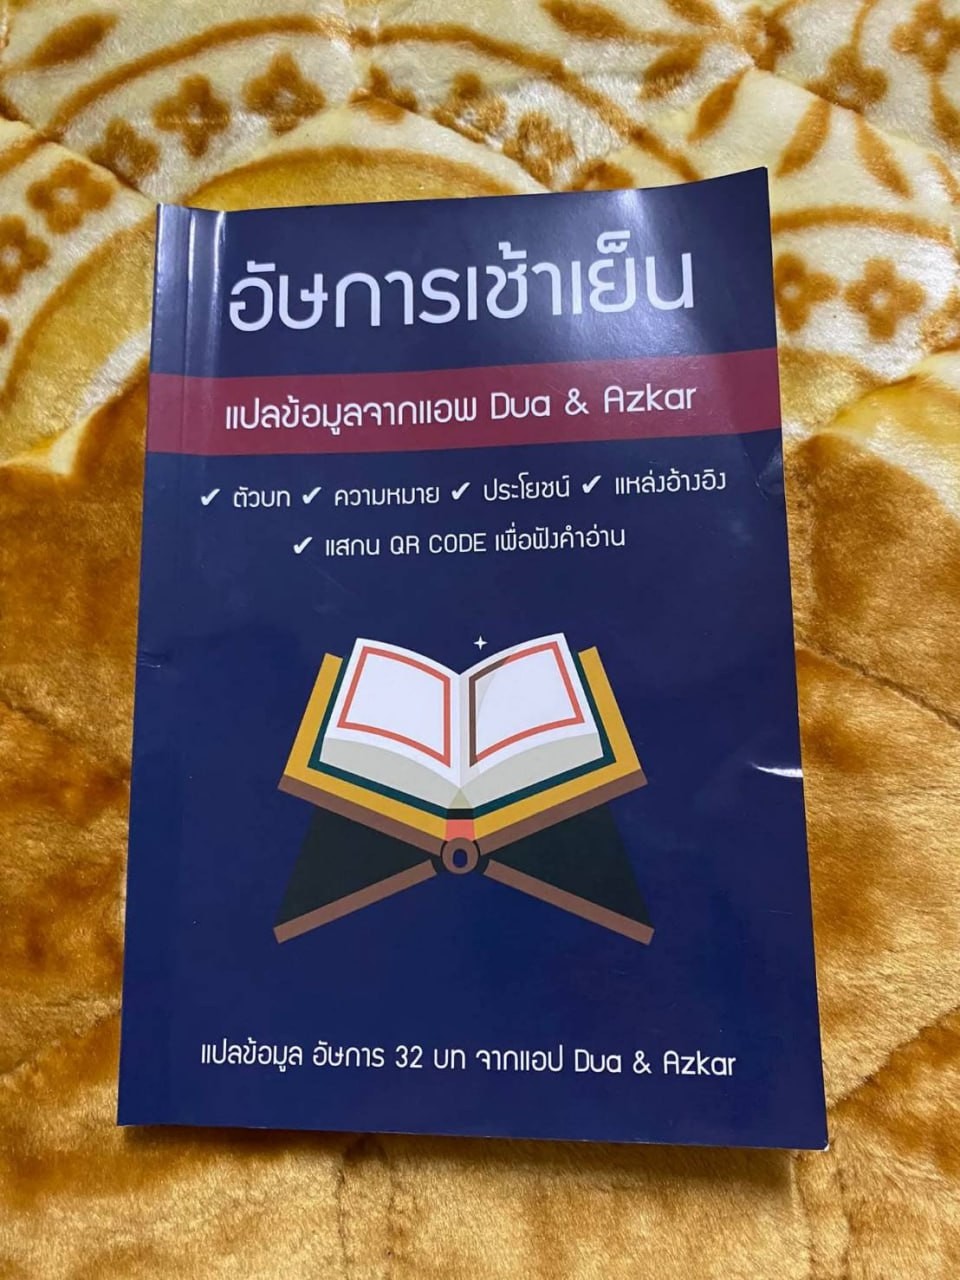 อัษการเช้าเย็น
แปลข้อมูลจากแอพ Dua & Azkar
✔ ตัวบท ✔ ความหมาย ✔ ประโยชน์ ✔ แหล่งอ้างอิง
✔ แสกน QR CODE เพื่อฟังคำอ่าน
แปลข้อมูล อัษการ 32 บท จากแอป Dua & Azkar